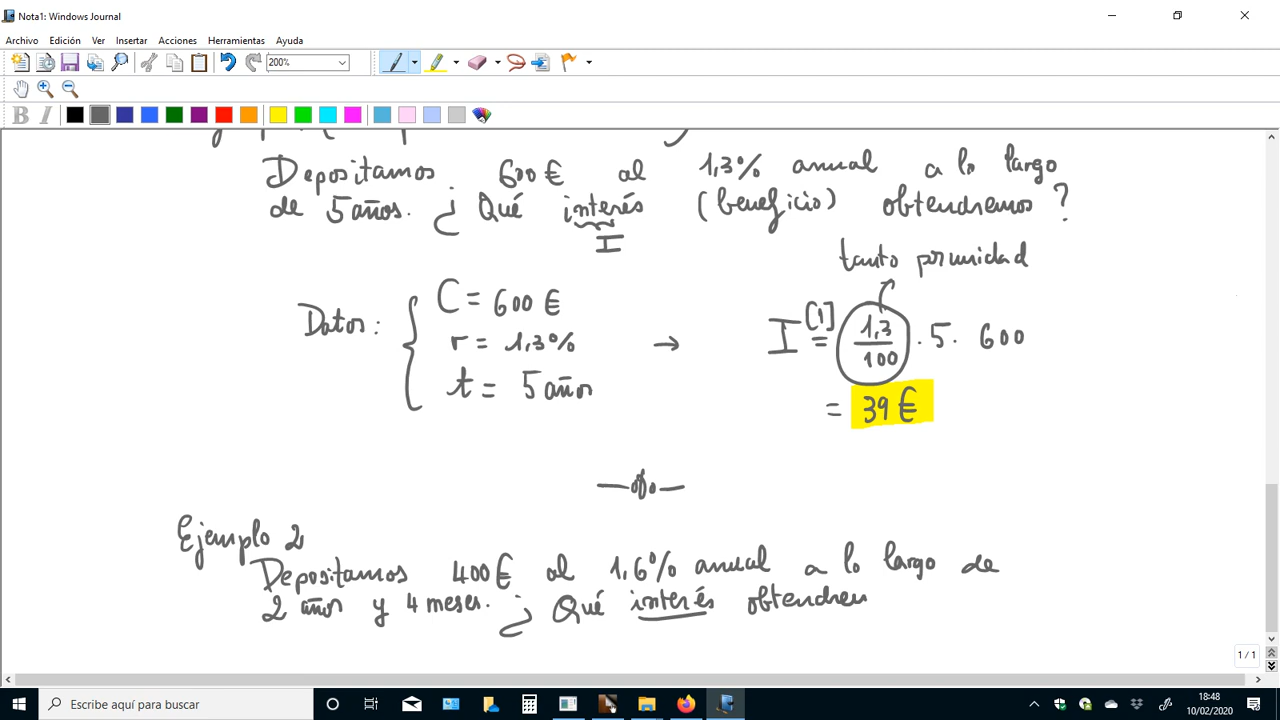 Nota1: Windows Journal
Archivo Edición Ver Insertar Acciones Herramientas Ayuda
200%
B I
Depositamos 600 € al 1,3% anual a lo largo
de 5 años. ¿Qué interés (beneficio) obtendremos?
I
tanto por unidad
Datos: C = 600 €
r = 1,3%
t = 5 años
→ I [1] = 1,3/100 · 5 · 600
= 39 €
Ejemplo 2
Depositamos 400 € al 1,6% anual a lo largo de
2 años y 4 meses. ¿Qué interés obtendrem
1 / 1
Escribe aquí para buscar
18:48
10/02/2020